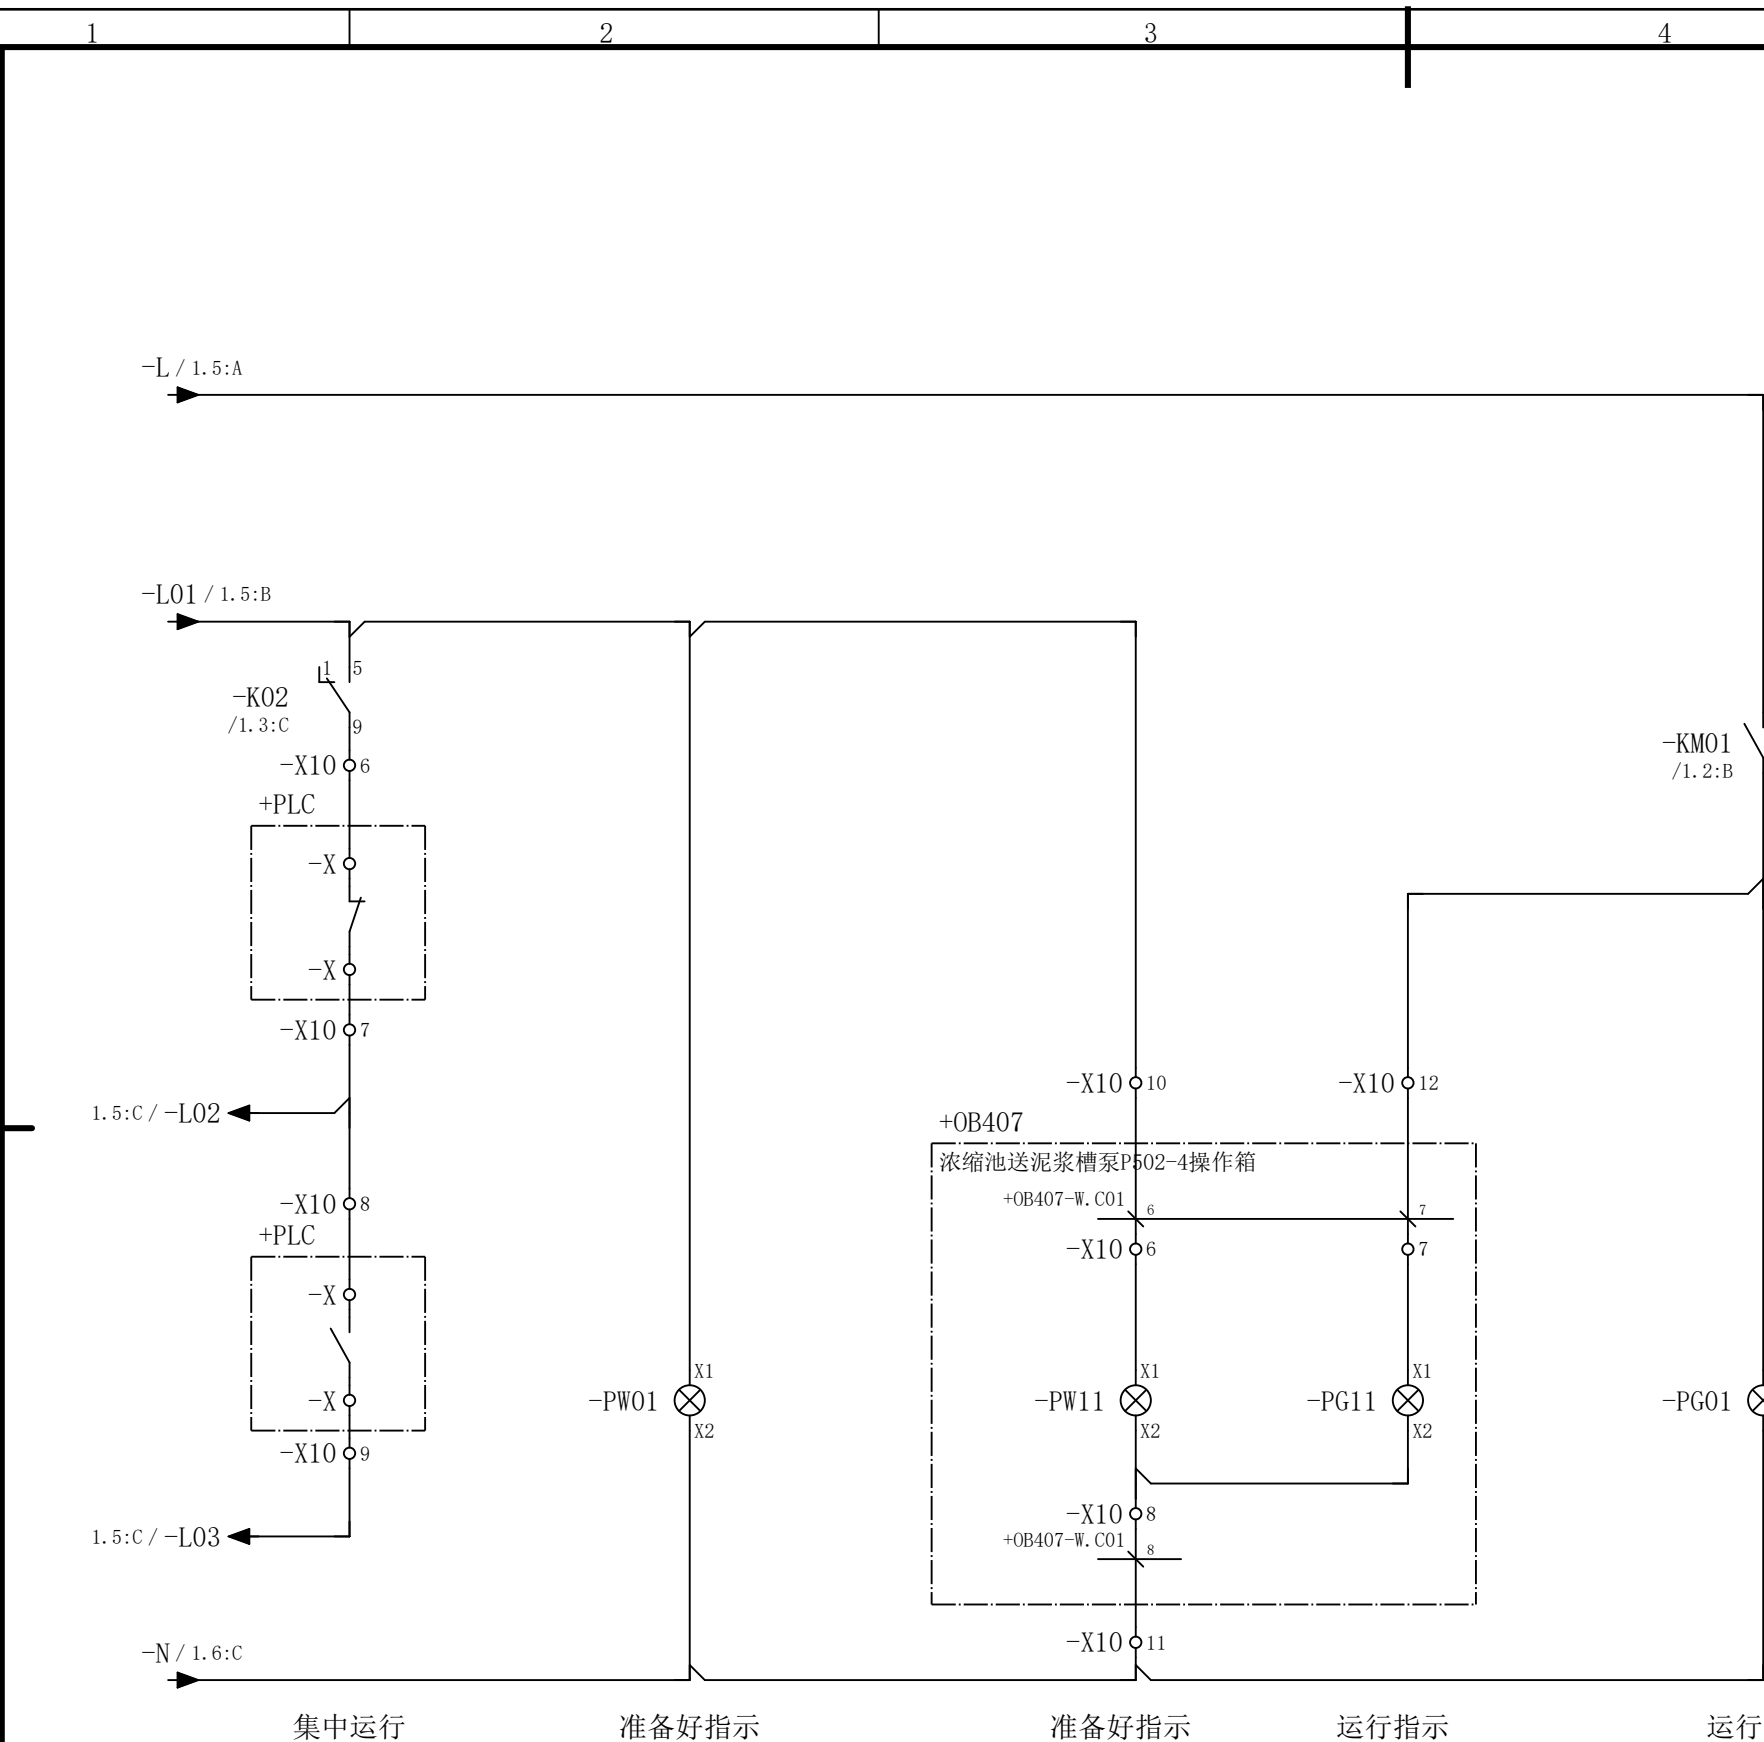 1 2 3 4
-L / 1.5:A
-L01 / 1.5:B
1 5
-K02
/1.3:C
9
-KM01
/1.2:B
-X10 6
+PLC
-X
-X
-X10 7
-X10 10
-X10 12
1.5:C / -L02
+OB407
浓缩池送泥浆槽泵P502-4操作箱
-X10 8
+OB407-W.C01 6 7
+PLC
-X10 6 7
-X
X1 X1 X1
-X
-PW01
-PW11
-PG11
-PG01
X2 X2 X2
-X10 9
-X10 8
1.5:C / -L03
+OB407-W.C01 8
-X10 11
-N / 1.6:C
集中运行 准备好指示 准备好指示 运行指示 运行